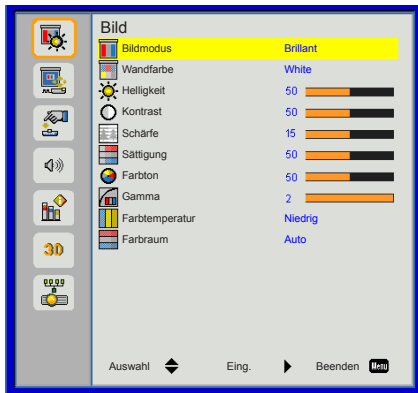 Bild
Bildmodus Brillant
Wandfarbe White
Helligkeit 50
Kontrast 50
Schärfe 15
Sättigung 50
Farbton 50
Gamma 2
Farbtemperatur Niedrig
Farbraum Auto
3D
Auswahl Eing. Beenden Menu